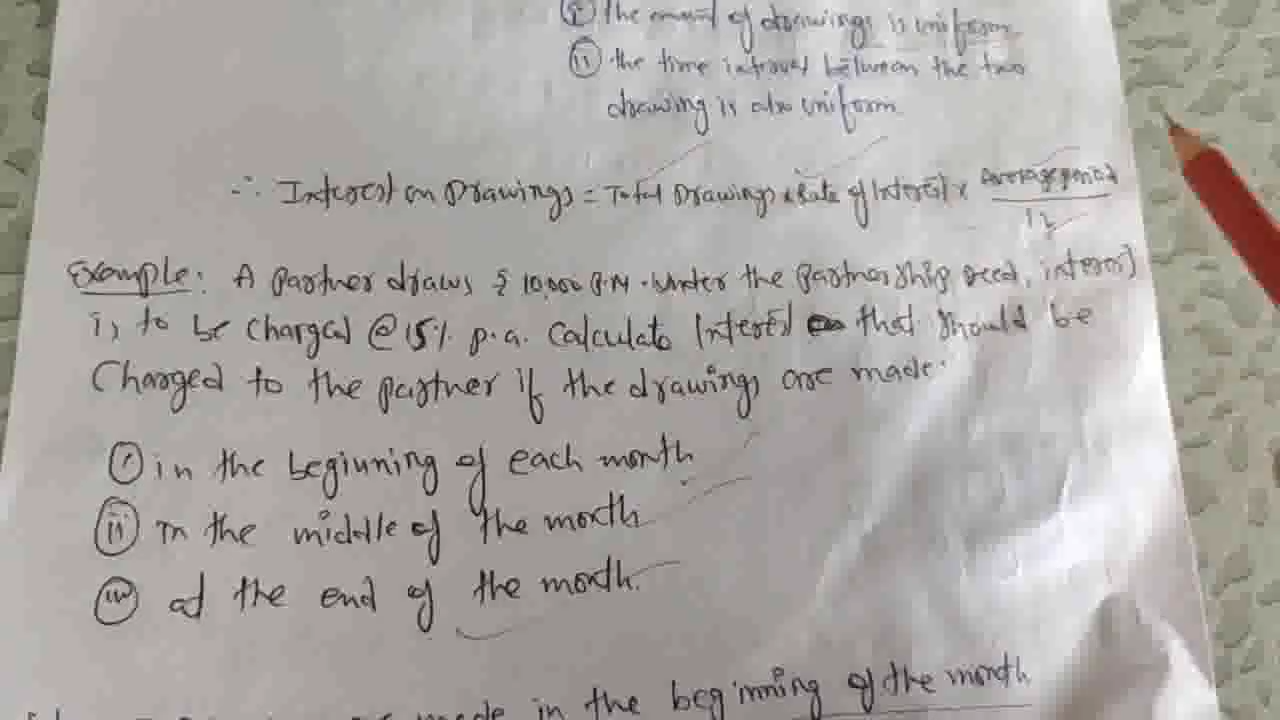 (i) the amount of drawings is uniform
(ii) the time introvel between the two
drawing is also uniform
∴ Interest on Drawings = Total Drawings x Rate of Interest x Average period / 12
Example: A partner draws ₹ 10,000 P.M. Under the Partnership Deed, interest
is to be charged @ 15% p.a. Calculate Interest that should be
Charged to the partner if the drawings are made:
(i) in the beginning of each month
(ii) in the middle of the month
(iii) at the end of the month.
made in the beginning of the month